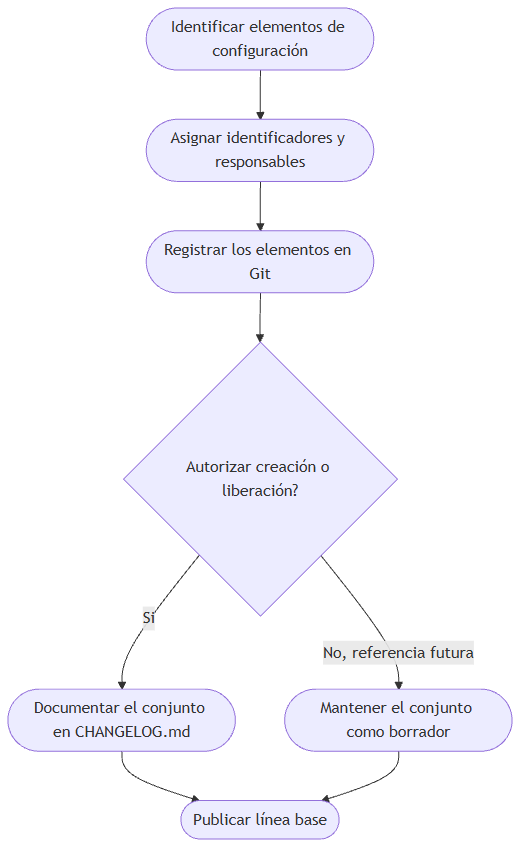 Identificar elementos de
configuración
Asignar identificadores y
responsables
Registrar los elementos en
Git
Autorizar creación o
liberación?
Si
No, referencia futura
Documentar el conjunto
en CHANGELOG.md
Mantener el conjunto
como borrador
Publicar línea base